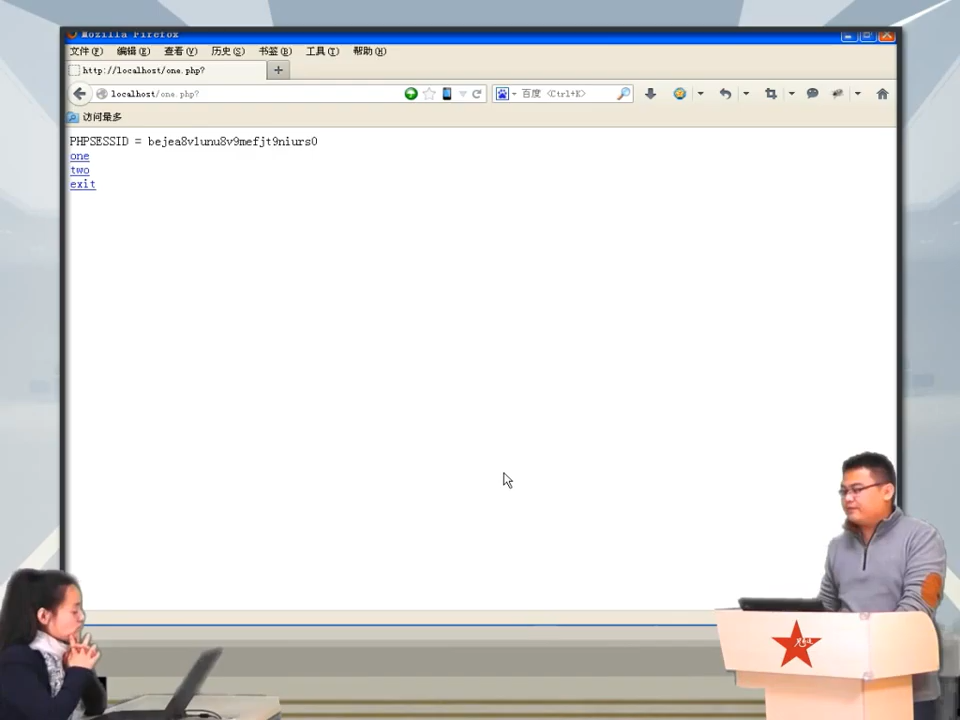 Mozilla Firefox
文件(F) 编辑(E) 查看(V) 历史(S) 书签(B) 工具(T) 帮助(H)
http://localhost/one.php? +
localhost/one.php? 百度 <Ctrl+K>
访问最多
PHPSESSID = bejea8vlunu8v9mefjt9niurs0
one
two
exit